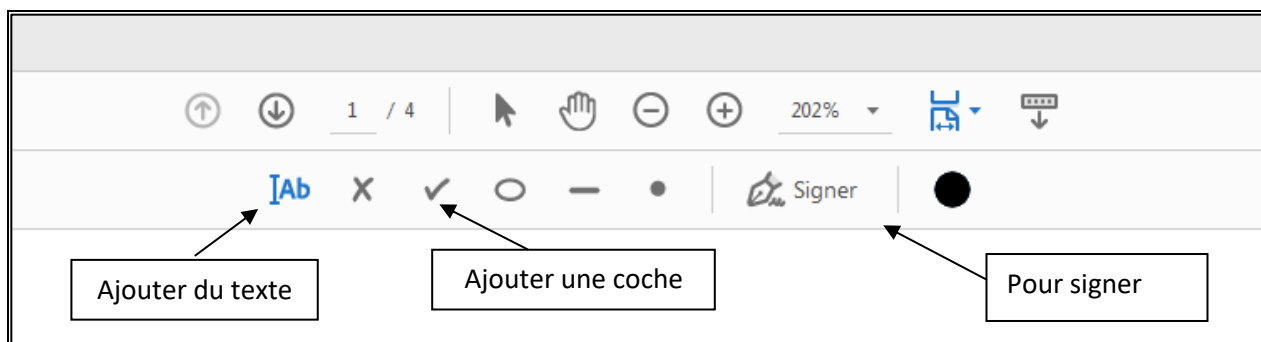 1 / 4 202%
Ab Signer
Ajouter du texte
Ajouter une coche
Pour signer